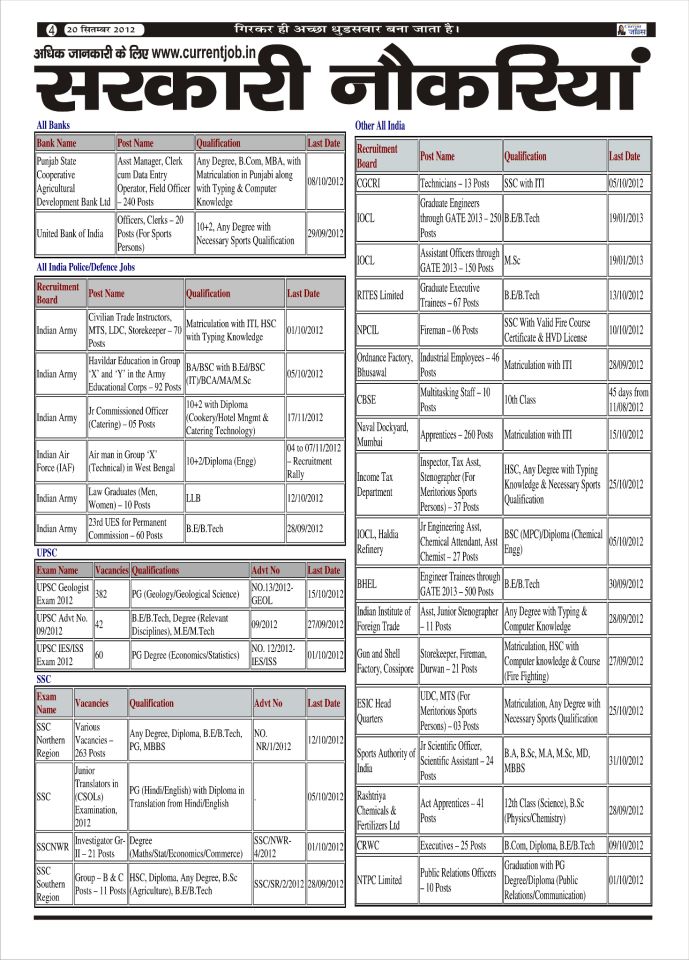 4 20 सितम्बर 2012 गिरकर ही अच्छा घुडसवार बना जाता है।
अधिक जानकारी के लिए www.currentjob.in
सरकारी नौकरियां
All Banks
Bank Name Post Name Qualification Last Date
Punjab State Cooperative Agricultural Development Bank Ltd Asst Manager, Clerk cum Data Entry Operator, Field Officer – 240 Posts Any Degree, B.Com, MBA, with Matriculation in Punjabi along with Typing & Computer Knowledge 08/10/2012
United Bank of India Officers, Clerks – 20 Posts (For Sports Persons) 10+2, Any Degree with Necessary Sports Qualification 29/09/2012
All India Police/Defence Jobs
Recruitment Board Post Name Qualification Last Date
Indian Army Civilian Trade Instructors, MTS, LDC, Storekeeper – 70 Posts Matriculation with ITI, HSC with Typing Knowledge 01/10/2012
Indian Army Havildar Education in Group ‘X’ and ‘Y’ in the Army Educational Corps – 92 Posts BA/BSC with B.Ed/BSC (IT)/BCA/MA/M.Sc 05/10/2012
Indian Army Jr Commissioned Officer (Catering) – 05 Posts 10+2 with Diploma (Cookery/Hotel Mngmt & Catering Technology) 17/11/2012
Indian Air Force (IAF) Air man in Group ‘X’ (Technical) in West Bengal 10+2/Diploma (Engg) 04 to 07/11/2012 – Recruitment Rally
Indian Army Law Graduates (Men, Women) – 10 Posts LLB 12/10/2012
Indian Army 23rd UES for Permanent Commission – 60 Posts B.E/B.Tech 28/09/2012
UPSC
Exam Name Vacancies Qualifications Advt No Last Date
UPSC Geologist Exam 2012 382 PG (Geology/Geological Science) NO.13/2012-GEOL 15/10/2012
UPSC Advt No. 09/2012 42 B.E/B.Tech, Degree (Relevant Disciplines), M.E/M.Tech 09/2012 27/09/2012
UPSC IES/ISS Exam 2012 60 PG Degree (Economics/Statistics) NO. 12/2012-IES/ISS 01/10/2012
SSC
Exam Name Vacancies Qualification Advt No Last Date
SSC Northern Region Various Vacancies – 263 Posts Any Degree, Diploma, B.E/B.Tech, PG, MBBS NO. NR/1/2012 12/10/2012
SSC Junior Translators in (CSOLs) Examination, 2012 PG (Hindi/English) with Diploma in Translation from Hindi/English . 05/10/2012
SSCNWR Investigator Gr-II – 21 Posts Degree (Maths/Stat/Economics/Commerce) SSC/NWR-4/2012 01/10/2012
SSC Southern Region Group – B & C Posts – 11 Posts HSC, Diploma, Any Degree, B.Sc (Agriculture), B.E/B.Tech SSC/SR/2/2012 28/09/2012
Other All India
Recruitment Board Post Name Qualification Last Date
CGCRI Technicians – 13 Posts SSC with ITI 05/10/2012
IOCL Graduate Engineers through GATE 2013 – 250 Posts B.E/B.Tech 19/01/2013
IOCL Assistant Officers through GATE 2013 – 150 Posts M.Sc 19/01/2013
RITES Limited Graduate Executive Trainees – 67 Posts B.E/B.Tech 13/10/2012
NPCIL Fireman – 06 Posts SSC With Valid Fire Course Certificate & HVD License 10/10/2012
Ordnance Factory, Bhusawal Industrial Employees – 46 Posts Matriculation with ITI 28/09/2012
CBSE Multitasking Staff – 10 Posts 10th Class 45 days from 11/08/2012
Naval Dockyard, Mumbai Apprentices – 260 Posts Matriculation with ITI 15/10/2012
Income Tax Department Inspector, Tax Asst, Stenographer (For Meritorious Sports Persons) – 37 Posts HSC, Any Degree with Typing Knowledge & Necessary Sports Qualification 25/10/2012
IOCL, Haldia Refinery Jr Engineering Asst, Chemical Attendant, Asst Chemist – 27 Posts BSC (MPC)/Diploma (Chemical Engg) 05/10/2012
BHEL Engineer Trainees through GATE 2013 – 500 Posts B.E/B.Tech 30/09/2012
Indian Institute of Foreign Trade Asst, Junior Stenographer – 11 Posts Any Degree with Typing & Computer Knowledge 28/09/2012
Gun and Shell Factory, Cossipore Storekeeper, Fireman, Durwan – 21 Posts Matriculation, HSC with Computer knowledge & Course (Fire Fighting) 27/09/2012
ESIC Head Quarters UDC, MTS (For Meritorious Sports Persons) – 03 Posts Matriculation, Any Degree with Necessary Sports Qualification 25/10/2012
Sports Authority of India Jr Scientific Officer, Scientific Assistant – 24 Posts B.A, B.Sc, M.A, M.Sc, MD, MBBS 31/10/2012
Rashtriya Chemicals & Fertilizers Ltd Act Apprentices – 41 Posts 12th Class (Science), B.Sc (Physics/Chemistry) 28/09/2012
CRWC Executives – 25 Posts B.Com, Diploma, B.E/B.Tech 09/10/2012
NTPC Limited Public Relations Officers – 10 Posts Graduation with PG Degree/Diploma (Public Relations/Communication) 01/10/2012